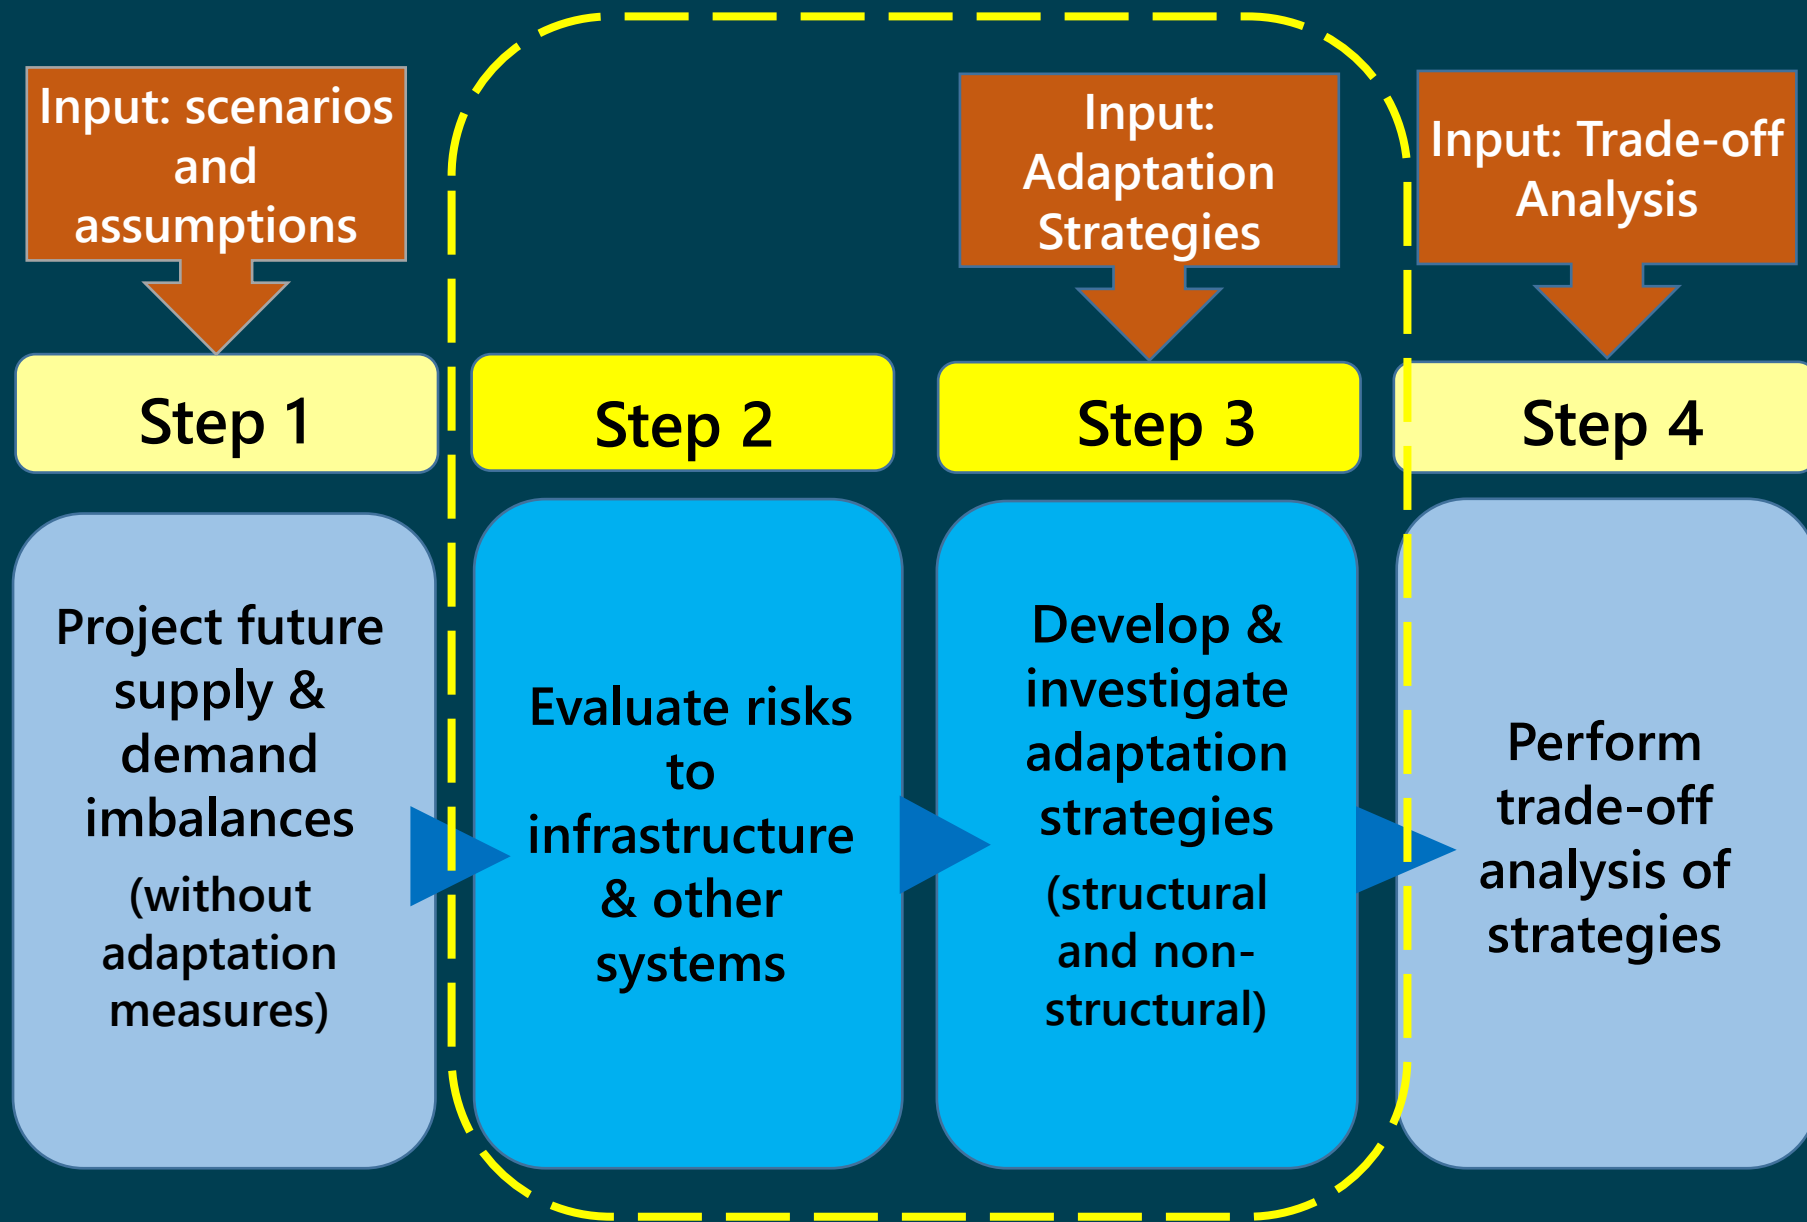 Input: scenarios
and
assumptions
Input:
Adaptation
Strategies
Input: Trade-off
Analysis
Step 1
Step 2
Step 3
Step 4
Project future
supply &
demand
imbalances
(without
adaptation
measures)
Evaluate risks
to
infrastructure
& other
systems
Develop &
investigate
adaptation
strategies
(structural
and non-
structural)
Perform
trade-off
analysis of
strategies